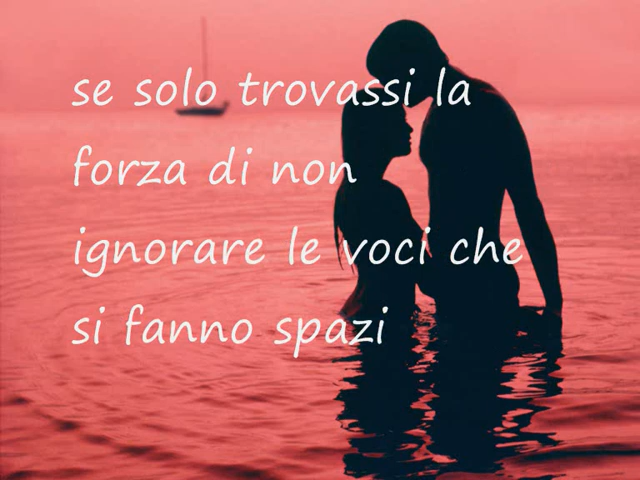 se solo trovassi la
forza di non
ignorare le voci che
si fanno spazi